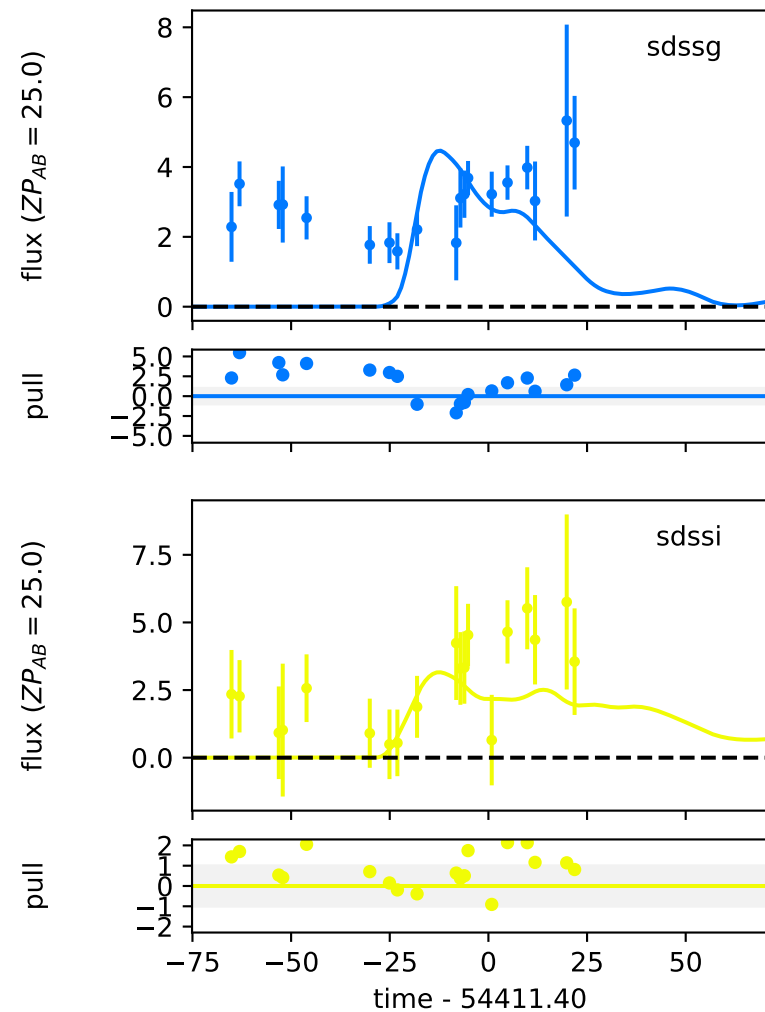 sdssg
flux (ZP_AB = 25.0)
8
6
4
2
0
pull
5.0
2.5
0.0
−2.5
−5.0
sdssi
flux (ZP_AB = 25.0)
7.5
5.0
2.5
0.0
pull
2
1
0
−1
−2
−75 −50 −25 0 25 50
time - 54411.40